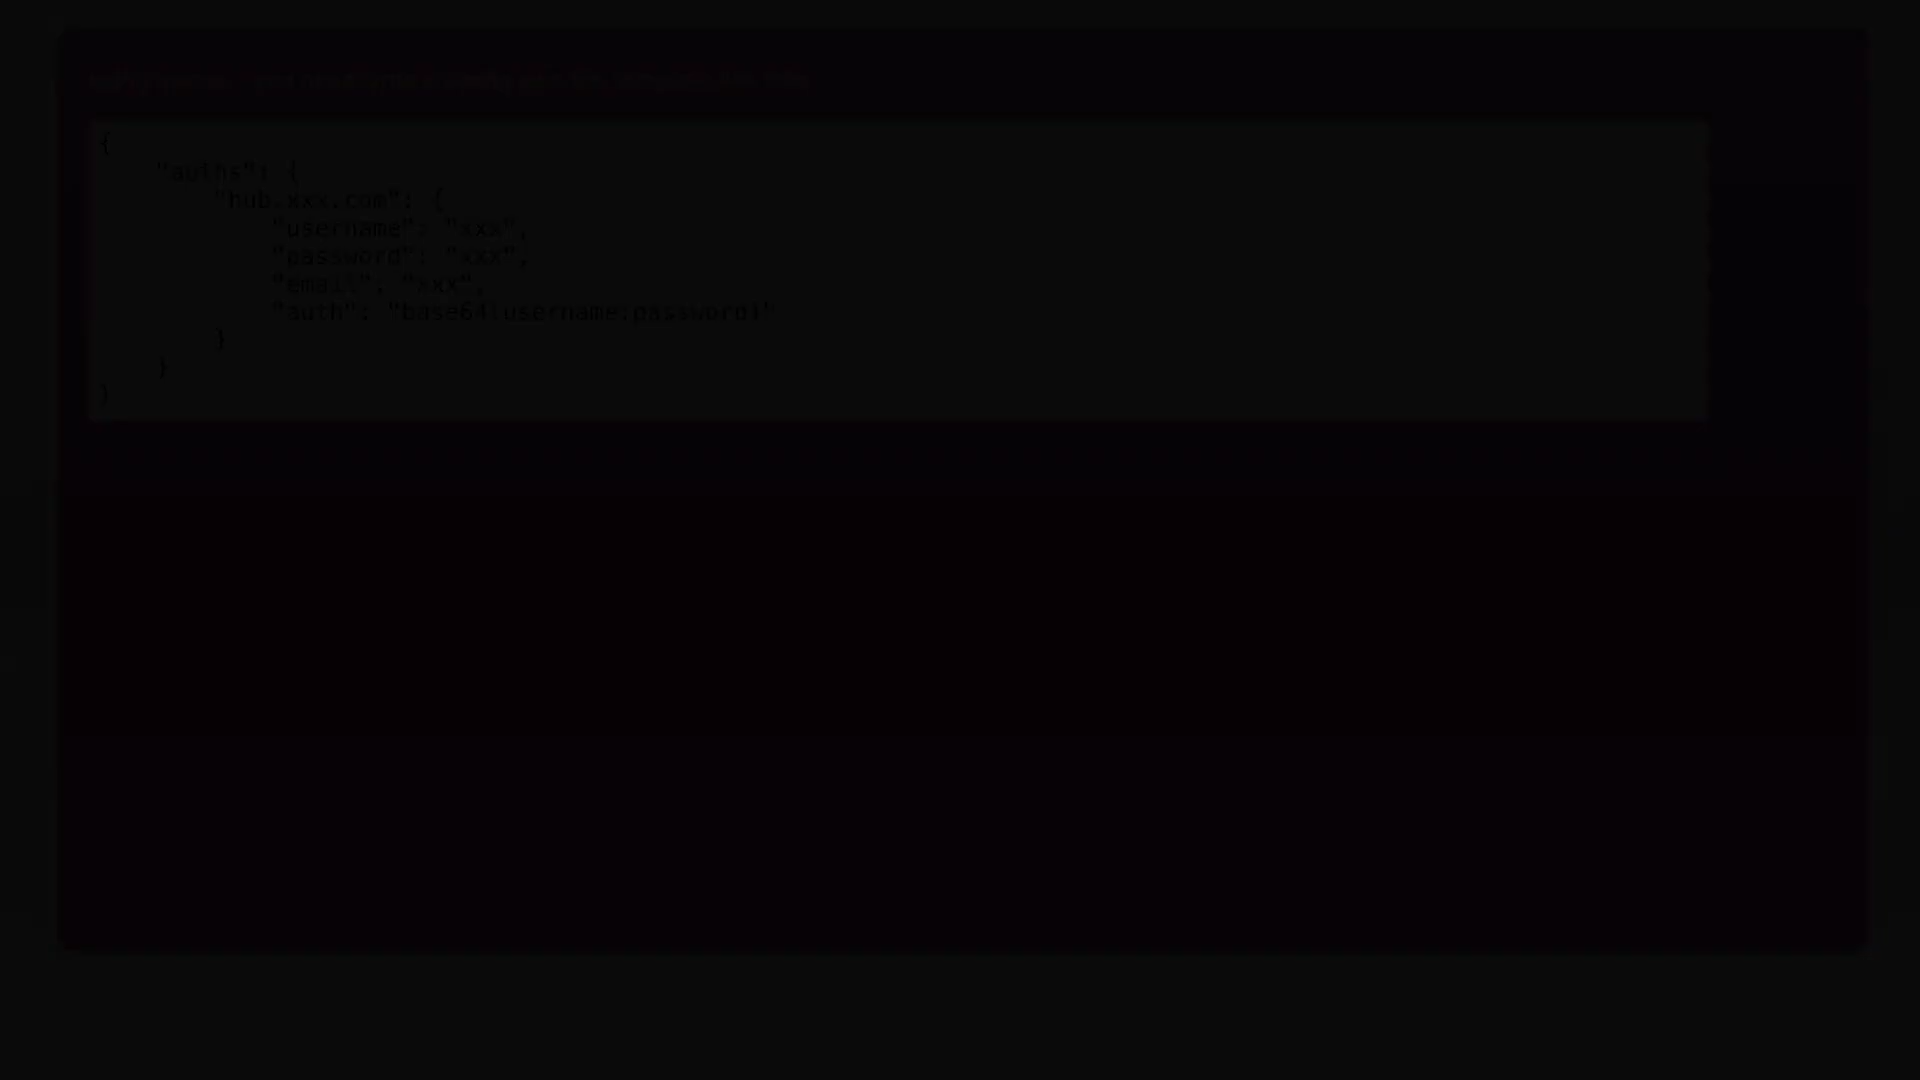 {
"auths": {
"hub.xxx.com": {
"username": "xxx",
"password": "xxx",
"email": "xxx",
"auth": "base64(username:password)"
}
}
}